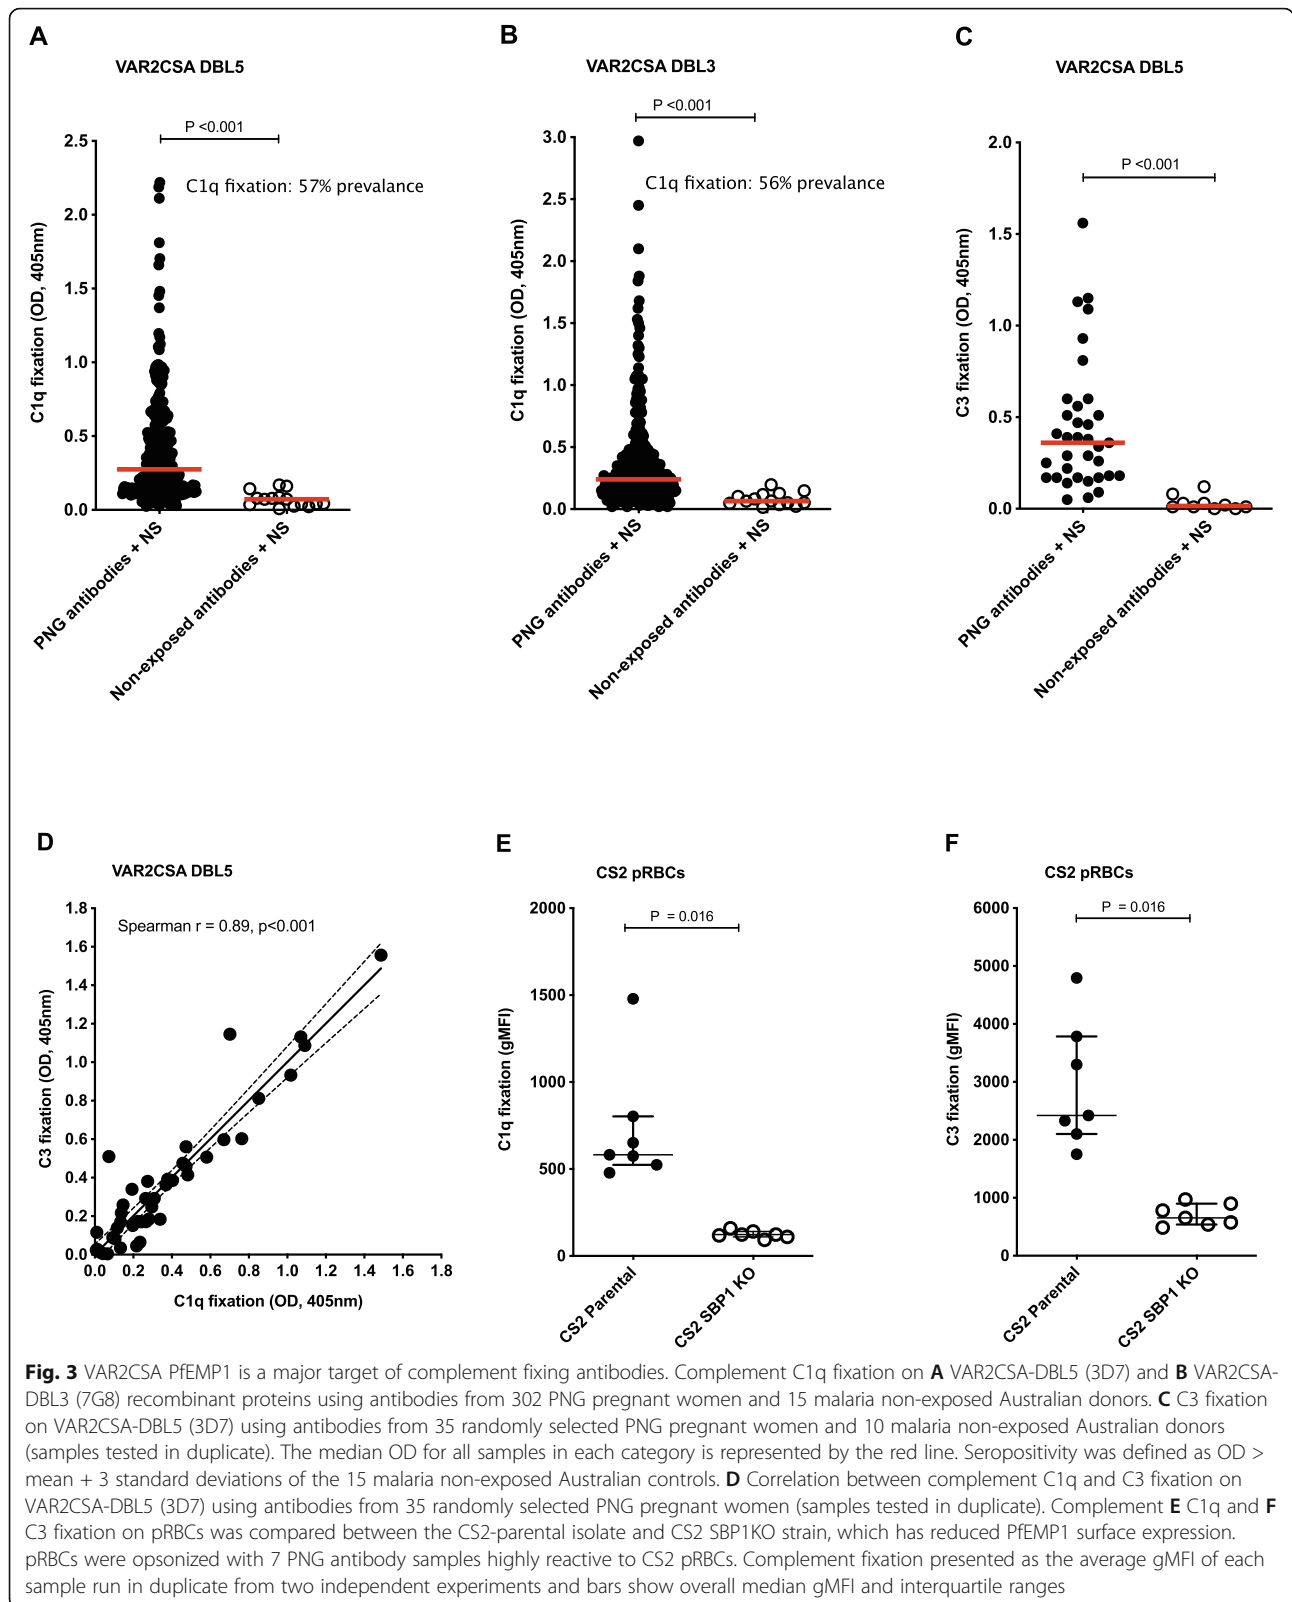 A
VAR2CSA DBL5
P <0.001
C1q fixation: 57% prevalance
C1q fixation (OD, 405nm)
2.5
2.0
1.5
1.0
0.5
0.0
PNG antibodies + NS
Non-exposed antibodies + NS
B
VAR2CSA DBL3
P <0.001
C1q fixation: 56% prevalance
C1q fixation (OD, 405nm)
3.0
2.5
2.0
1.5
1.0
0.5
0.0
PNG antibodies + NS
Non-exposed antibodies + NS
C
VAR2CSA DBL5
P <0.001
C3 fixation (OD, 405nm)
2.0
1.5
1.0
0.5
0.0
PNG antibodies + NS
Non-exposed antibodies + NS
D
VAR2CSA DBL5
Spearman r = 0.89, p<0.001
C3 fixation (OD, 405nm)
1.8
1.6
1.4
1.2
1.0
0.8
0.6
0.4
0.2
0.0
0.0 0.2 0.4 0.6 0.8 1.0 1.2 1.4 1.6 1.8
C1q fixation (OD, 405nm)
E
CS2 pRBCs
P = 0.016
C1q fixation (gMFI)
2000
1500
1000
500
0
CS2 Parental
CS2 SBP1 KO
F
CS2 pRBCs
P = 0.016
C3 fixation (gMFI)
6000
5000
4000
3000
2000
1000
0
CS2 Parental
CS2 SBP1 KO
Fig. 3 VAR2CSA PfEMP1 is a major target of complement fixing antibodies. Complement C1q fixation on A VAR2CSA-DBL5 (3D7) and B VAR2CSA-
DBL3 (7G8) recombinant proteins using antibodies from 302 PNG pregnant women and 15 malaria non-exposed Australian donors. C C3 fixation
on VAR2CSA-DBL5 (3D7) using antibodies from 35 randomly selected PNG pregnant women and 10 malaria non-exposed Australian donors
(samples tested in duplicate). The median OD for all samples in each category is represented by the red line. Seropositivity was defined as OD >
mean + 3 standard deviations of the 15 malaria non-exposed Australian controls. D Correlation between complement C1q and C3 fixation on
VAR2CSA-DBL5 (3D7) using antibodies from 35 randomly selected PNG pregnant women (samples tested in duplicate). Complement E C1q and F
C3 fixation on pRBCs was compared between the CS2-parental isolate and CS2 SBP1KO strain, which has reduced PfEMP1 surface expression.
pRBCs were opsonized with 7 PNG antibody samples highly reactive to CS2 pRBCs. Complement fixation presented as the average gMFI of each
sample run in duplicate from two independent experiments and bars show overall median gMFI and interquartile ranges